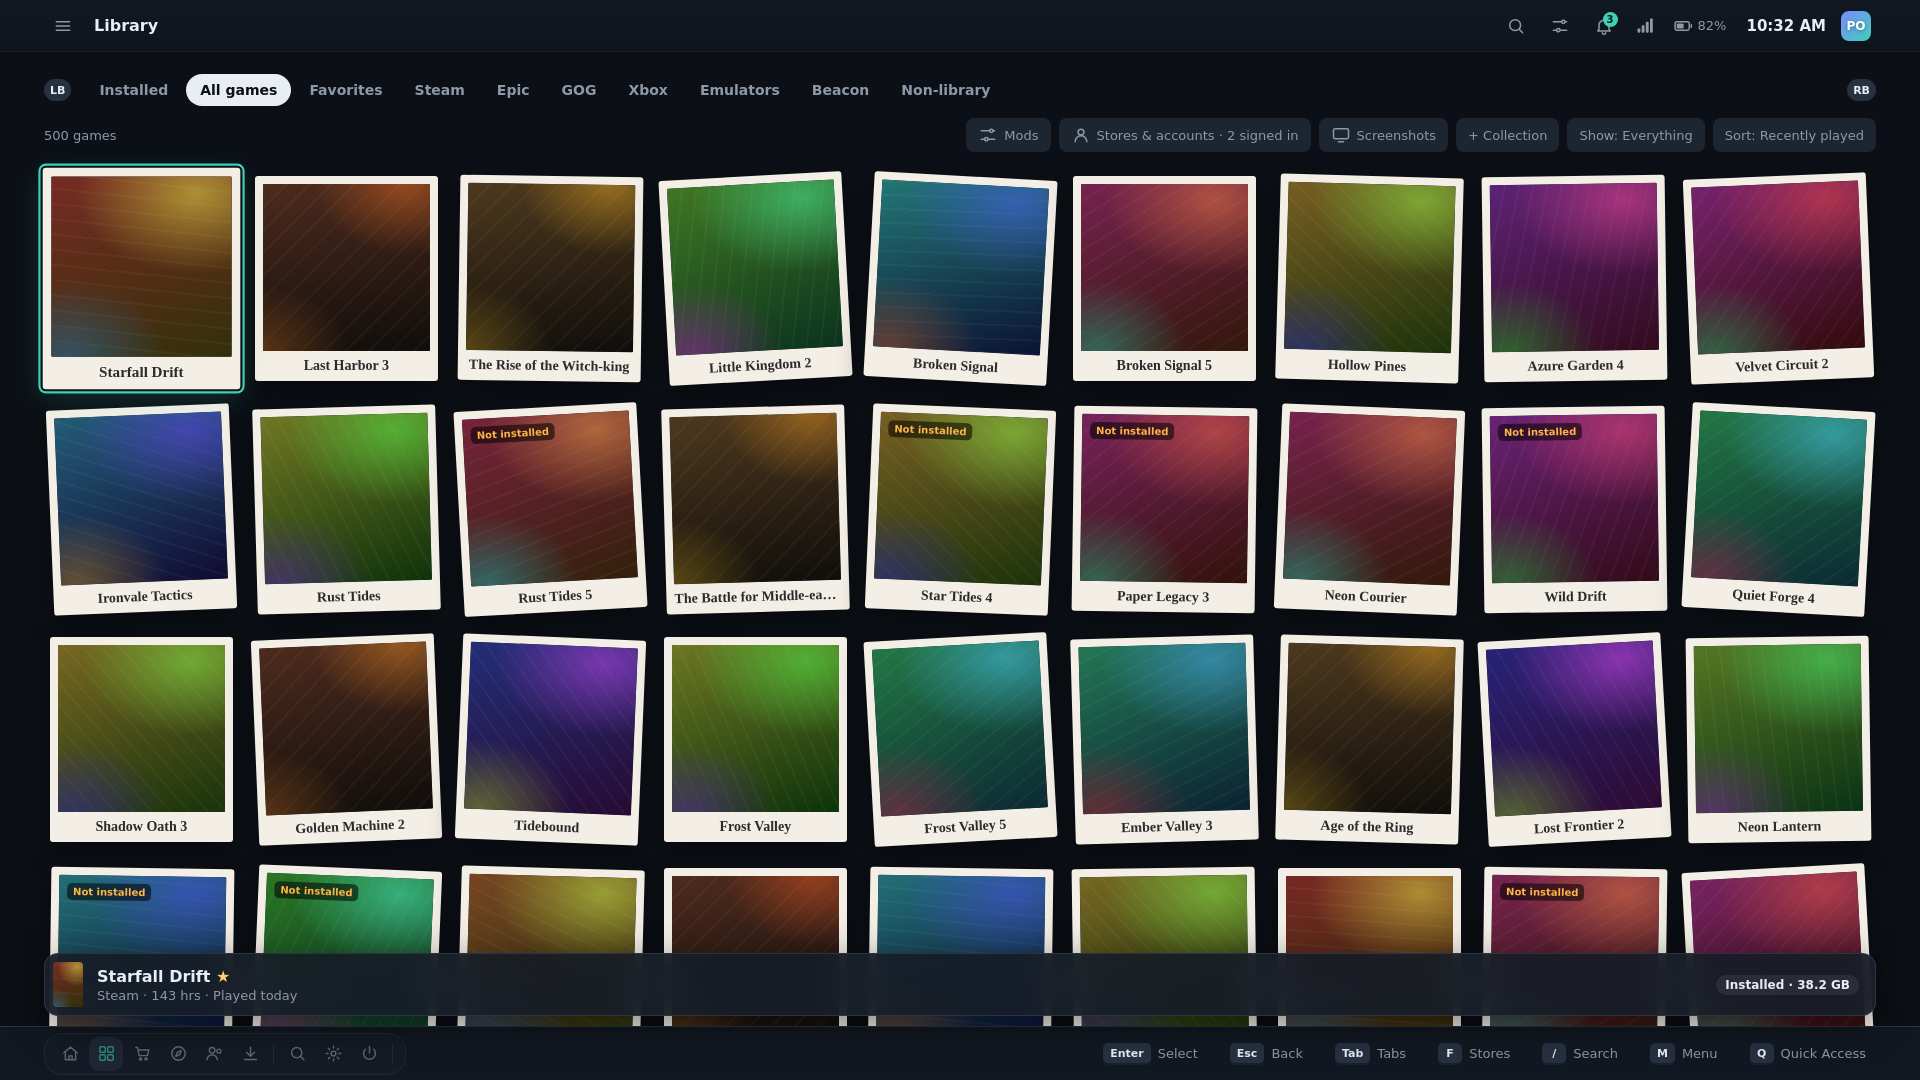 Library
3
82%
10:32 AM
PO
LB
Installed
All games
Favorites
Steam
Epic
GOG
Xbox
Emulators
Beacon
Non-library
RB
500 games
Mods
Stores & accounts · 2 signed in
Screenshots
+ Collection
Show: Everything
Sort: Recently played
Starfall Drift
Last Harbor 3
The Rise of the Witch-king
Little Kingdom 2
Broken Signal
Broken Signal 5
Hollow Pines
Azure Garden 4
Velvet Circuit 2
Ironvale Tactics
Rust Tides
Not installed
Rust Tides 5
The Battle for Middle-ea…
Not installed
Star Tides 4
Not installed
Paper Legacy 3
Neon Courier
Not installed
Wild Drift
Quiet Forge 4
Shadow Oath 3
Golden Machine 2
Tidebound
Frost Valley
Frost Valley 5
Ember Valley 3
Age of the Ring
Lost Frontier 2
Neon Lantern
Not installed
Not installed
Not installed
Starfall Drift ★
Steam · 143 hrs · Played today
Installed · 38.2 GB
Enter Select
Esc Back
Tab Tabs
F Stores
/ Search
M Menu
Q Quick Access